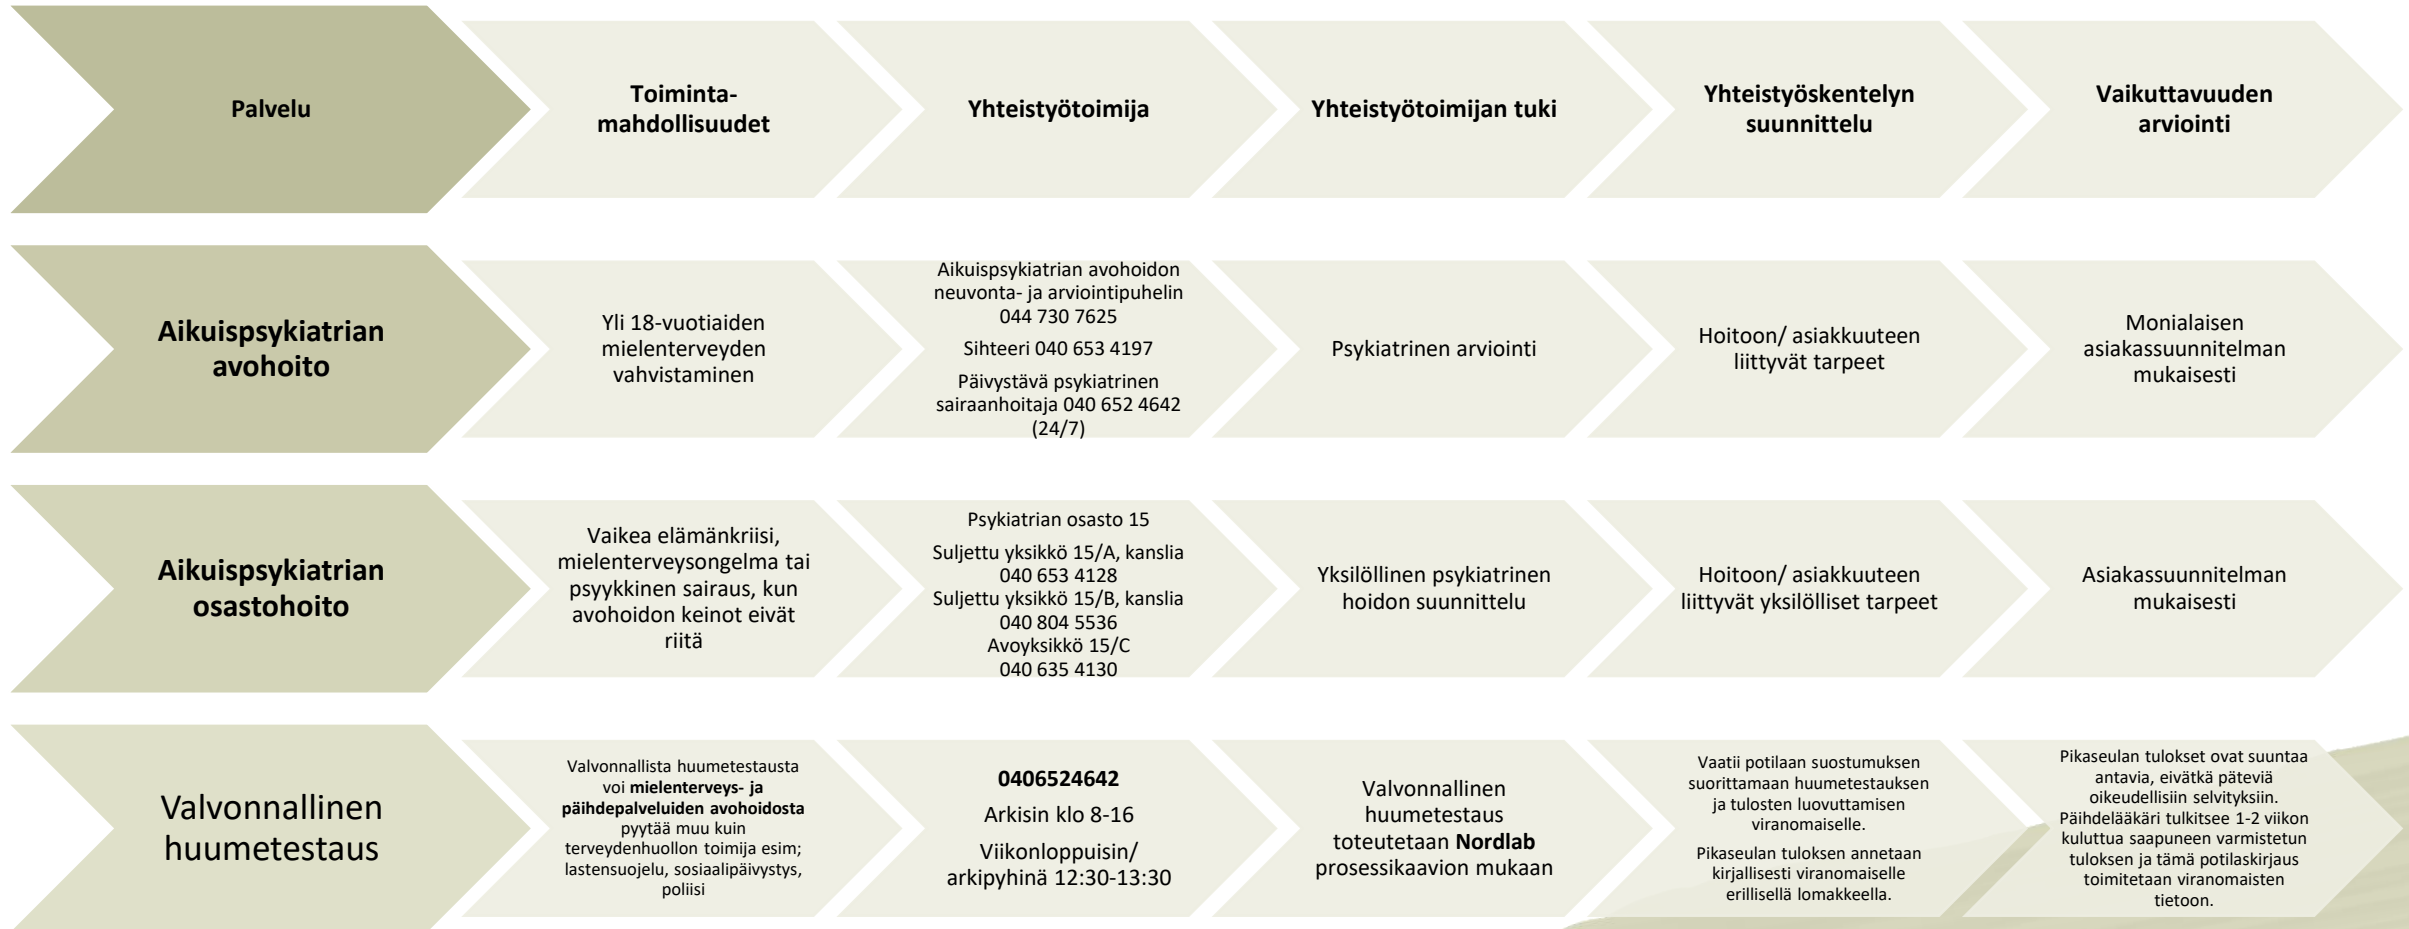 Palvelu
Toiminta-
mahdollisuudet
Yhteistyötoimija
Yhteistyötoimijan tuki
Yhteistyöskentelyn
suunnittelu
Vaikuttavuuden
arviointi
Aikuispsykiatrian
avohoito
Yli 18-vuotiaiden
mielenterveyden
vahvistaminen
Aikuispsykiatrian avohoidon
neuvonta- ja arviointipuhelin
044 730 7625
Sihteeri 040 653 4197
Päivystävä psykiatrinen
sairaanhoitaja 040 652 4642
(24/7)
Psykiatrinen arviointi
Hoitoon/ asiakkuuteen
liittyvät tarpeet
Monialaisen
asiakassuunnitelman
mukaisesti
Aikuispsykiatrian
osastohoito
Vaikea elämänkriisi,
mielenterveysongelma tai
psyykkinen sairaus, kun
avohoidon keinot eivät
riitä
Psykiatrian osasto 15
Suljettu yksikkö 15/A, kanslia
040 653 4128
Suljettu yksikkö 15/B, kanslia
040 804 5536
Avoyksikkö 15/C
040 635 4130
Yksilöllinen psykiatrinen
hoidon suunnittelu
Hoitoon/ asiakkuuteen
liittyvät yksilölliset tarpeet
Asiakassuunnitelman
mukaisesti
Valvonnallinen
huumetestaus
Valvonnallista huumetestausta
voi mielenterveys- ja
päihdepalveluiden avohoidosta
pyytää muu kuin
terveydenhuollon toimija esim;
lastensuojelu, sosiaalipäivystys,
poliisi
0406524642
Arkisin klo 8-16
Viikonloppuisin/
arkipyhinä 12:30-13:30
Valvonnallinen
huumetestaus
toteutetaan Nordlab
prosessikaavion mukaan
Vaatii potilaan suostumuksen
suorittamaan huumetestauksen
ja tulosten luovuttamisen
viranomaiselle.
Pikaseulan tuloksen annetaan
kirjallisesti viranomaiselle
erillisellä lomakkeella.
Pikaseulan tulokset ovat suuntaa
antavia, eivätkä päteviä
oikeudellisiin selvityksiin.
Päihdelääkäri tulkitsee 1-2 viikon
kuluttua saapuneen varmistetun
tuloksen ja tämä potilaskirjaus
toimitetaan viranomaisten
tietoon.